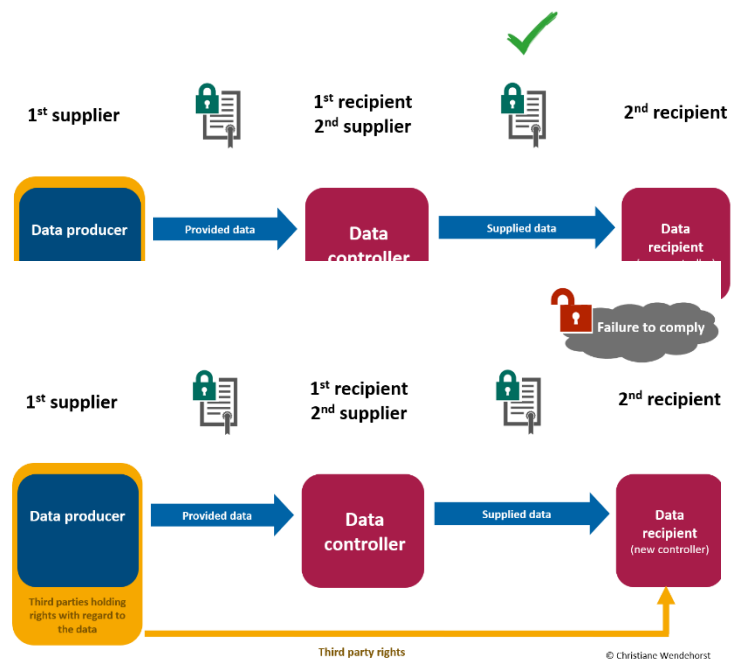 1st supplier
1st recipient
2nd supplier
2nd recipient
Data producer
Provided data
Data
controller
Supplied data
Data
recipient
Failure to comply
1st supplier
1st recipient
2nd supplier
2nd recipient
Data producer
Provided data
Data
controller
Supplied data
Data
recipient
(new controller)
Third parties holding
rights with regard to
the data
Third party rights
© Christiane Wendehorst